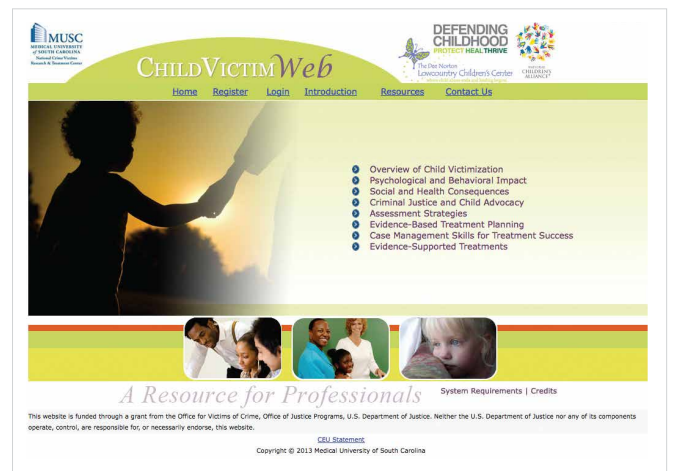 MUSC
MEDICAL UNIVERSITY
of SOUTH CAROLINA
National Crime Victims
Research & Treatment Center
CHILDVICTIMWeb
DEFENDING
CHILDHOOD
PROTECT HEAL THRIVE
The Dee Norton
Lowcountry Children's Center
CHILDREN'S
ALLIANCE
Home Register Login Introduction Resources Contact Us
Overview of Child Victimization
Psychological and Behavioral Impact
Social and Health Consequences
Criminal Justice and Child Advocacy
Assessment Strategies
Evidence-Based Treatment Planning
Case Management Skills for Treatment Success
Evidence-Supported Treatments
A Resource for Professionals
System Requirements | Credits
This website is funded through a grant from the Office for Victims of Crime, Office of Justice Programs, U.S. Department of Justice. Neither the U.S. Department of Justice nor any of its components
operate, control, are responsible for, or necessarily endorse, this website.
CEU Statement
Copyright © 2013 Medical University of South Carolina